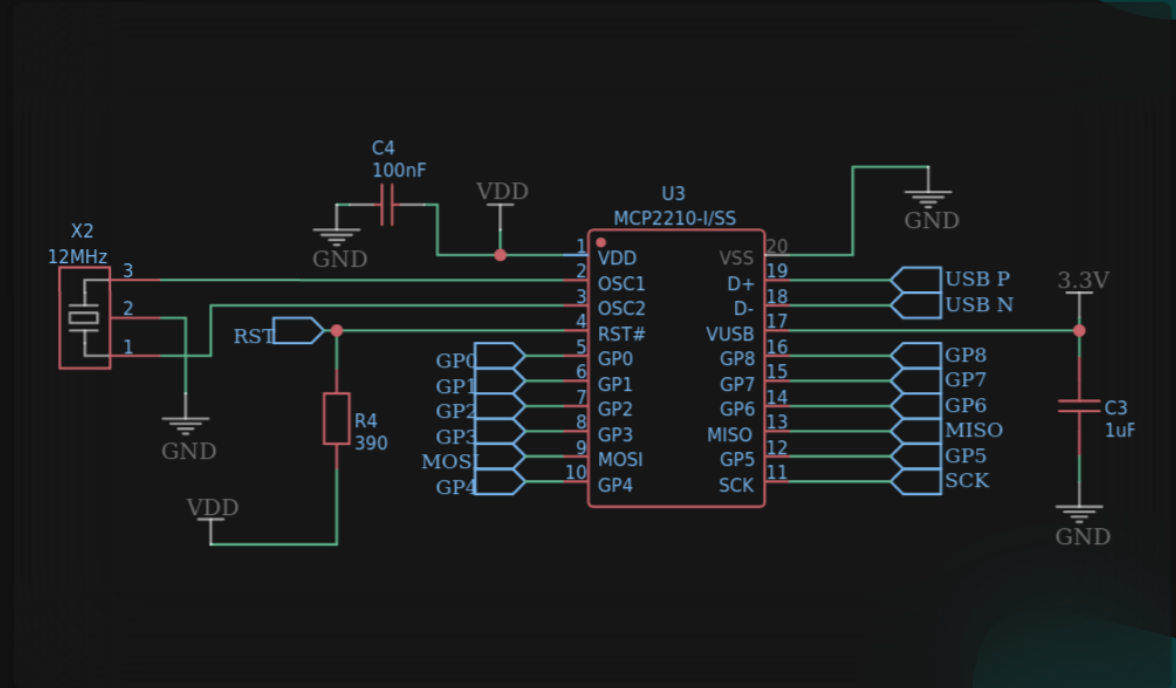 C4
100nF
VDD
GND
X2
12MHz
3
2
1
GND
RST
R4
390
VDD
U3
MCP2210-I/SS
1 VDD
2 OSC1
3 OSC2
4 RST#
GP0 5 GP0
GP1 6 GP1
GP2 7 GP2
GP3 8 GP3
MOSI 9 MOSI
GP4 10 GP4
VSS 20
D+ 19 USB P
D- 18 USB N
VUSB 17
GP8 16 GP8
GP7 15 GP7
GP6 14 GP6
MISO 13 MISO
GP5 12 GP5
SCK 11 SCK
GND
3.3V
C3
1uF
GND